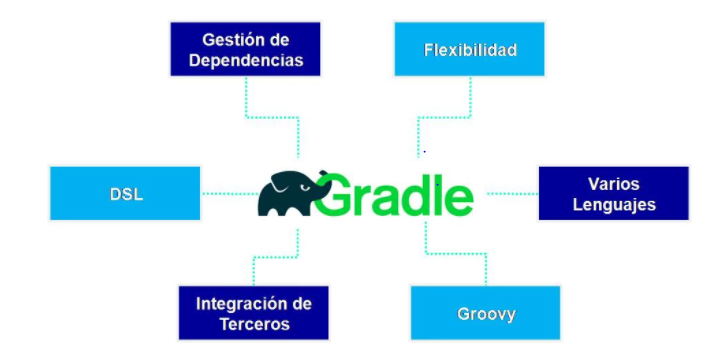 Gestión de
Dependencias
Flexibilidad
DSL
Gradle
Varios
Lenguajes
Integración de
Terceros
Groovy